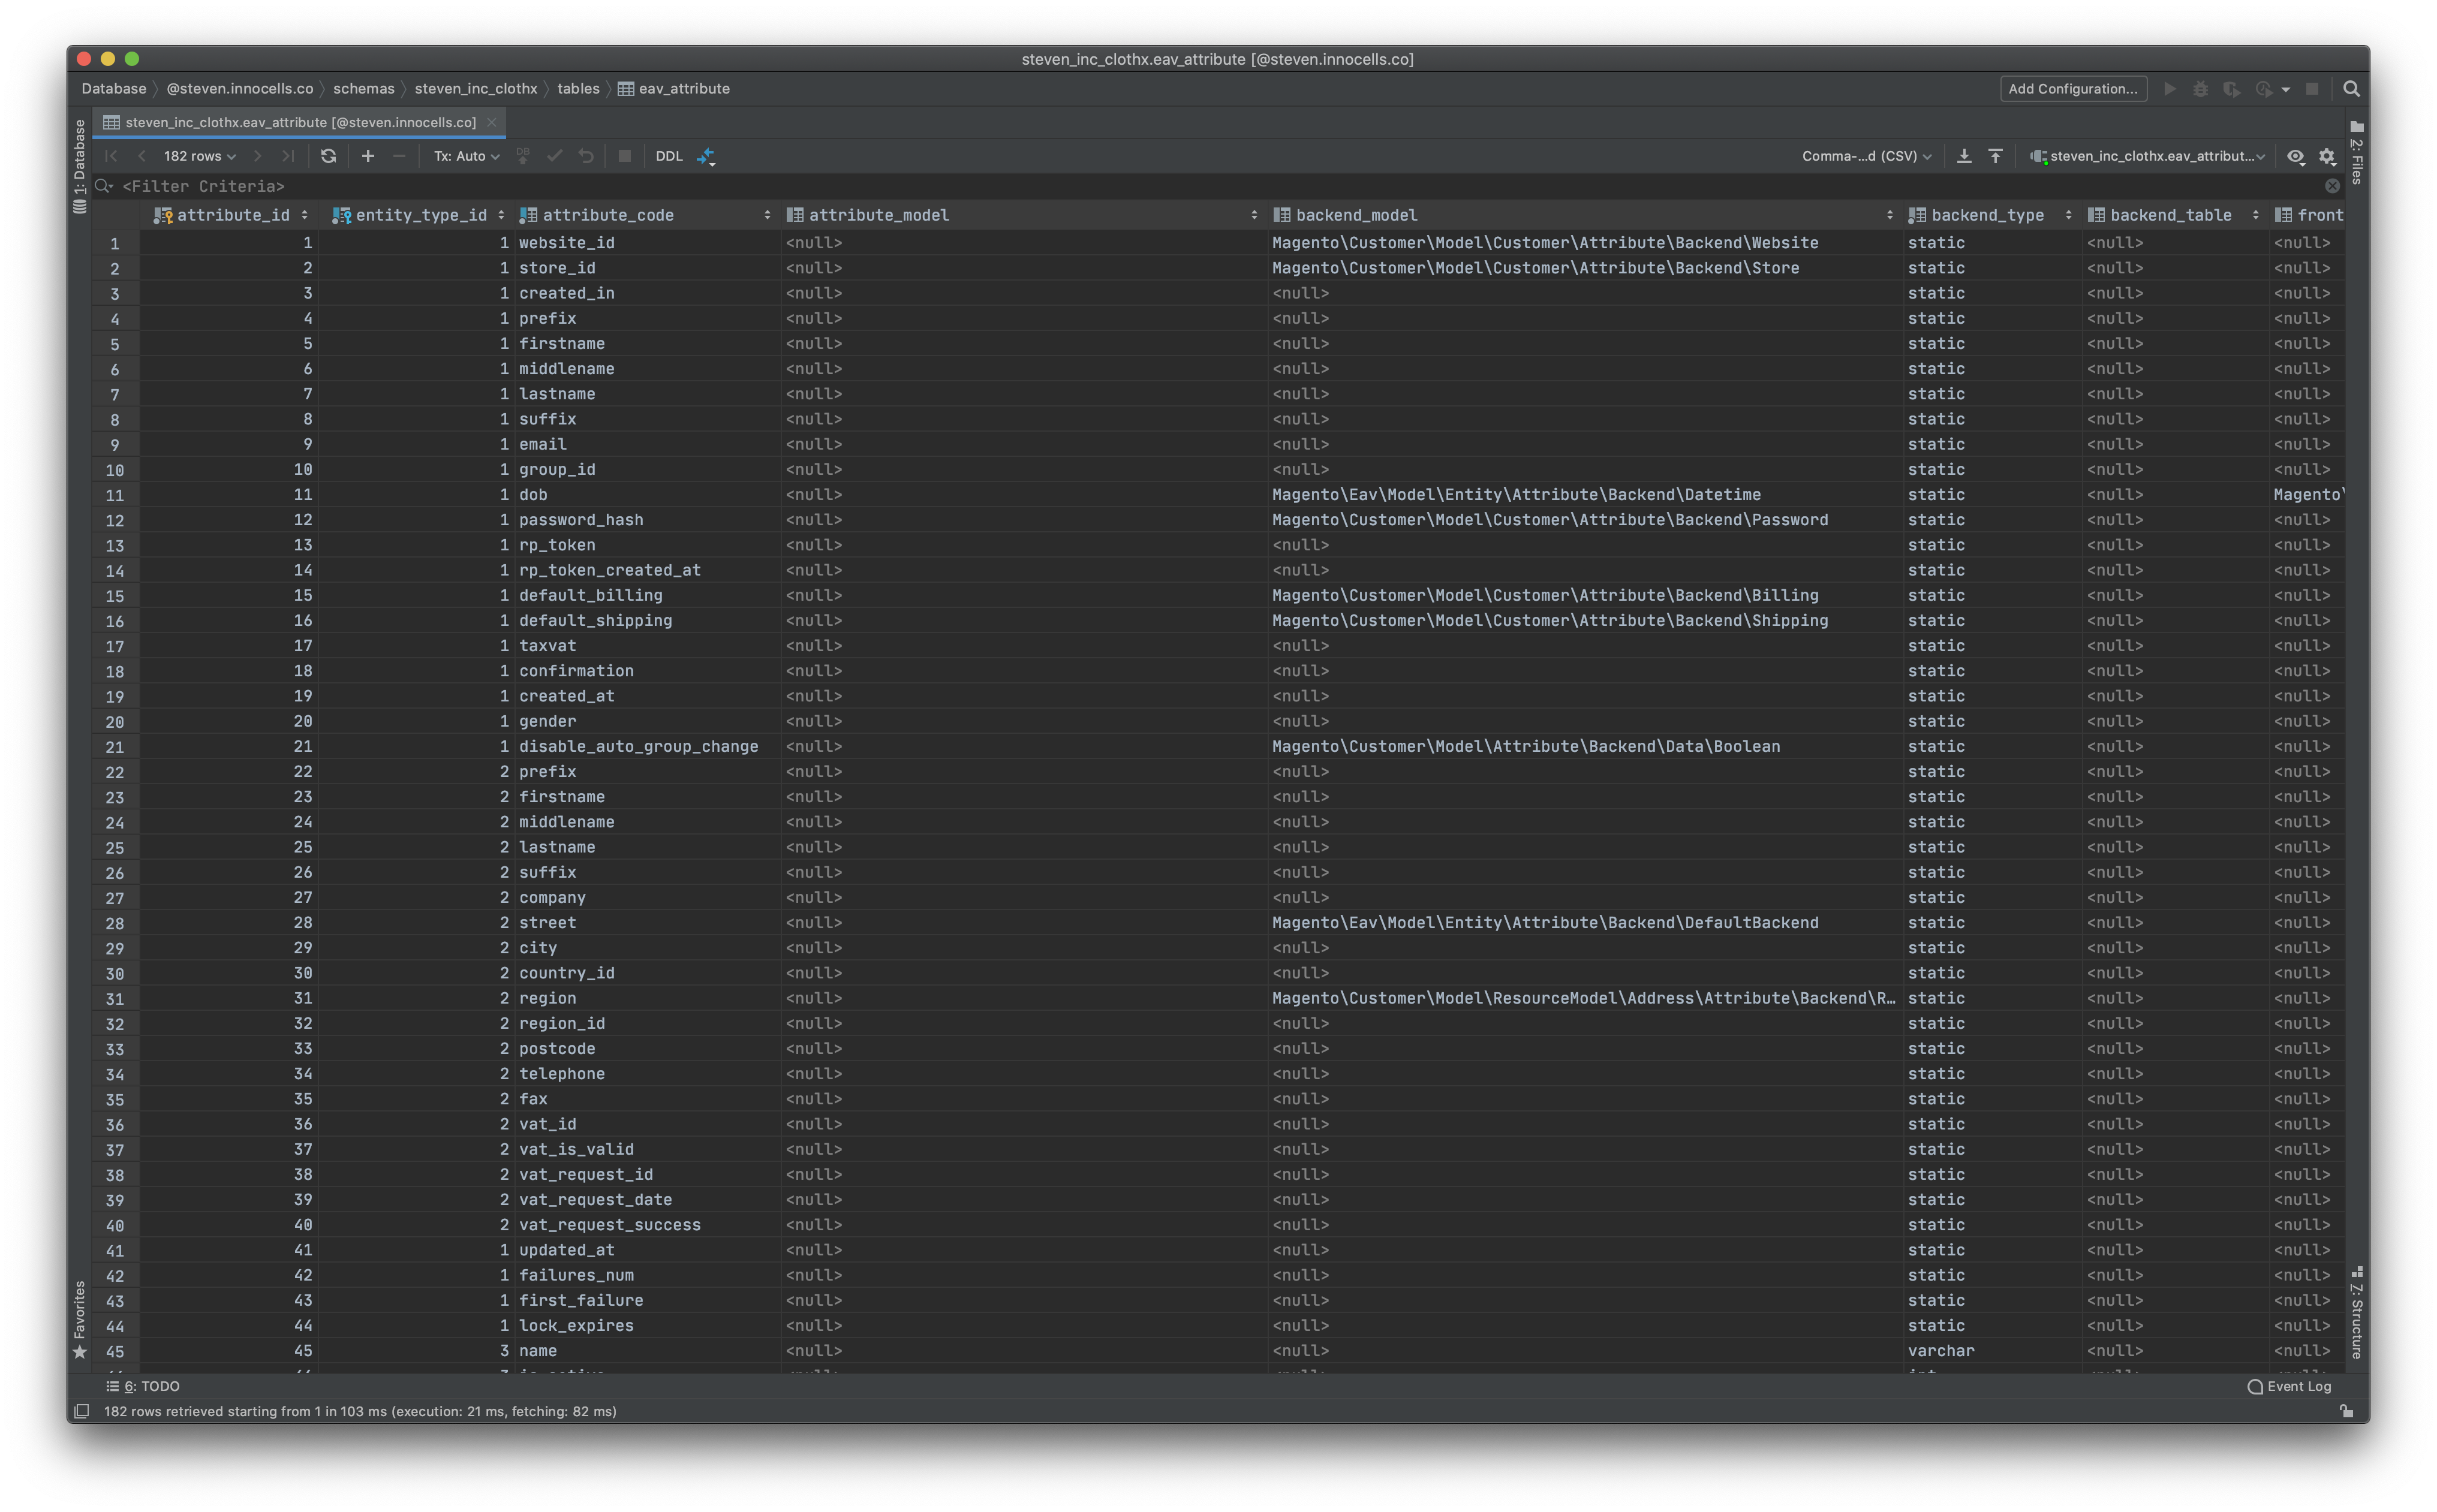 steven_inc_clothx.eav_attribute [@steven.innocells.co]
Database @steven.innocells.co schemas steven_inc_clothx tables eav_attribute Add Configuration...
1: Database
steven_inc_clothx.eav_attribute [@steven.innocells.co]
2: Files
182 rows Tx: Auto DB DDL Comma-...d (CSV) steven_inc_clothx.eav_attribut...
<Filter Criteria>
attribute_id entity_type_id attribute_code attribute_model backend_model backend_type backend_table front
1 1 1 website_id <null> Magento\Customer\Model\Customer\Attribute\Backend\Website static <null> <null>
2 2 1 store_id <null> Magento\Customer\Model\Customer\Attribute\Backend\Store static <null> <null>
3 3 1 created_in <null> <null> static <null> <null>
4 4 1 prefix <null> <null> static <null> <null>
5 5 1 firstname <null> <null> static <null> <null>
6 6 1 middlename <null> <null> static <null> <null>
7 7 1 lastname <null> <null> static <null> <null>
8 8 1 suffix <null> <null> static <null> <null>
9 9 1 email <null> <null> static <null> <null>
10 10 1 group_id <null> <null> static <null> <null>
11 11 1 dob <null> Magento\Eav\Model\Entity\Attribute\Backend\Datetime static <null> Magento\
12 12 1 password_hash <null> Magento\Customer\Model\Customer\Attribute\Backend\Password static <null> <null>
13 13 1 rp_token <null> <null> static <null> <null>
14 14 1 rp_token_created_at <null> <null> static <null> <null>
15 15 1 default_billing <null> Magento\Customer\Model\Customer\Attribute\Backend\Billing static <null> <null>
16 16 1 default_shipping <null> Magento\Customer\Model\Customer\Attribute\Backend\Shipping static <null> <null>
17 17 1 taxvat <null> <null> static <null> <null>
18 18 1 confirmation <null> <null> static <null> <null>
19 19 1 created_at <null> <null> static <null> <null>
20 20 1 gender <null> <null> static <null> <null>
21 21 1 disable_auto_group_change <null> Magento\Customer\Model\Attribute\Backend\Data\Boolean static <null> <null>
22 22 2 prefix <null> <null> static <null> <null>
23 23 2 firstname <null> <null> static <null> <null>
24 24 2 middlename <null> <null> static <null> <null>
25 25 2 lastname <null> <null> static <null> <null>
26 26 2 suffix <null> <null> static <null> <null>
27 27 2 company <null> <null> static <null> <null>
28 28 2 street <null> Magento\Eav\Model\Entity\Attribute\Backend\DefaultBackend static <null> <null>
29 29 2 city <null> <null> static <null> <null>
30 30 2 country_id <null> <null> static <null> <null>
31 31 2 region <null> Magento\Customer\Model\ResourceModel\Address\Attribute\Backend\R... static <null> <null>
32 32 2 region_id <null> <null> static <null> <null>
33 33 2 postcode <null> <null> static <null> <null>
34 34 2 telephone <null> <null> static <null> <null>
35 35 2 fax <null> <null> static <null> <null>
36 36 2 vat_id <null> <null> static <null> <null>
37 37 2 vat_is_valid <null> <null> static <null> <null>
38 38 2 vat_request_id <null> <null> static <null> <null>
39 39 2 vat_request_date <null> <null> static <null> <null>
40 40 2 vat_request_success <null> <null> static <null> <null>
41 41 1 updated_at <null> <null> static <null> <null>
42 42 1 failures_num <null> <null> static <null> <null>
43 43 1 first_failure <null> <null> static <null> <null>
44 44 1 lock_expires <null> <null> static <null> <null>
45 45 3 name <null> <null> varchar <null> <null>
Favorites
7: Structure
6: TODO Event Log
182 rows retrieved starting from 1 in 103 ms (execution: 21 ms, fetching: 82 ms)